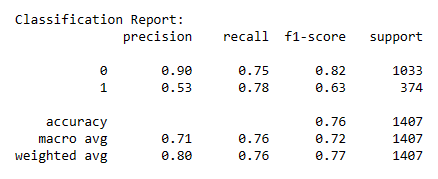 Classification Report:
precision recall f1-score support
0 0.90 0.75 0.82 1033
1 0.53 0.78 0.63 374
accuracy 0.76 1407
macro avg 0.71 0.76 0.72 1407
weighted avg 0.80 0.76 0.77 1407